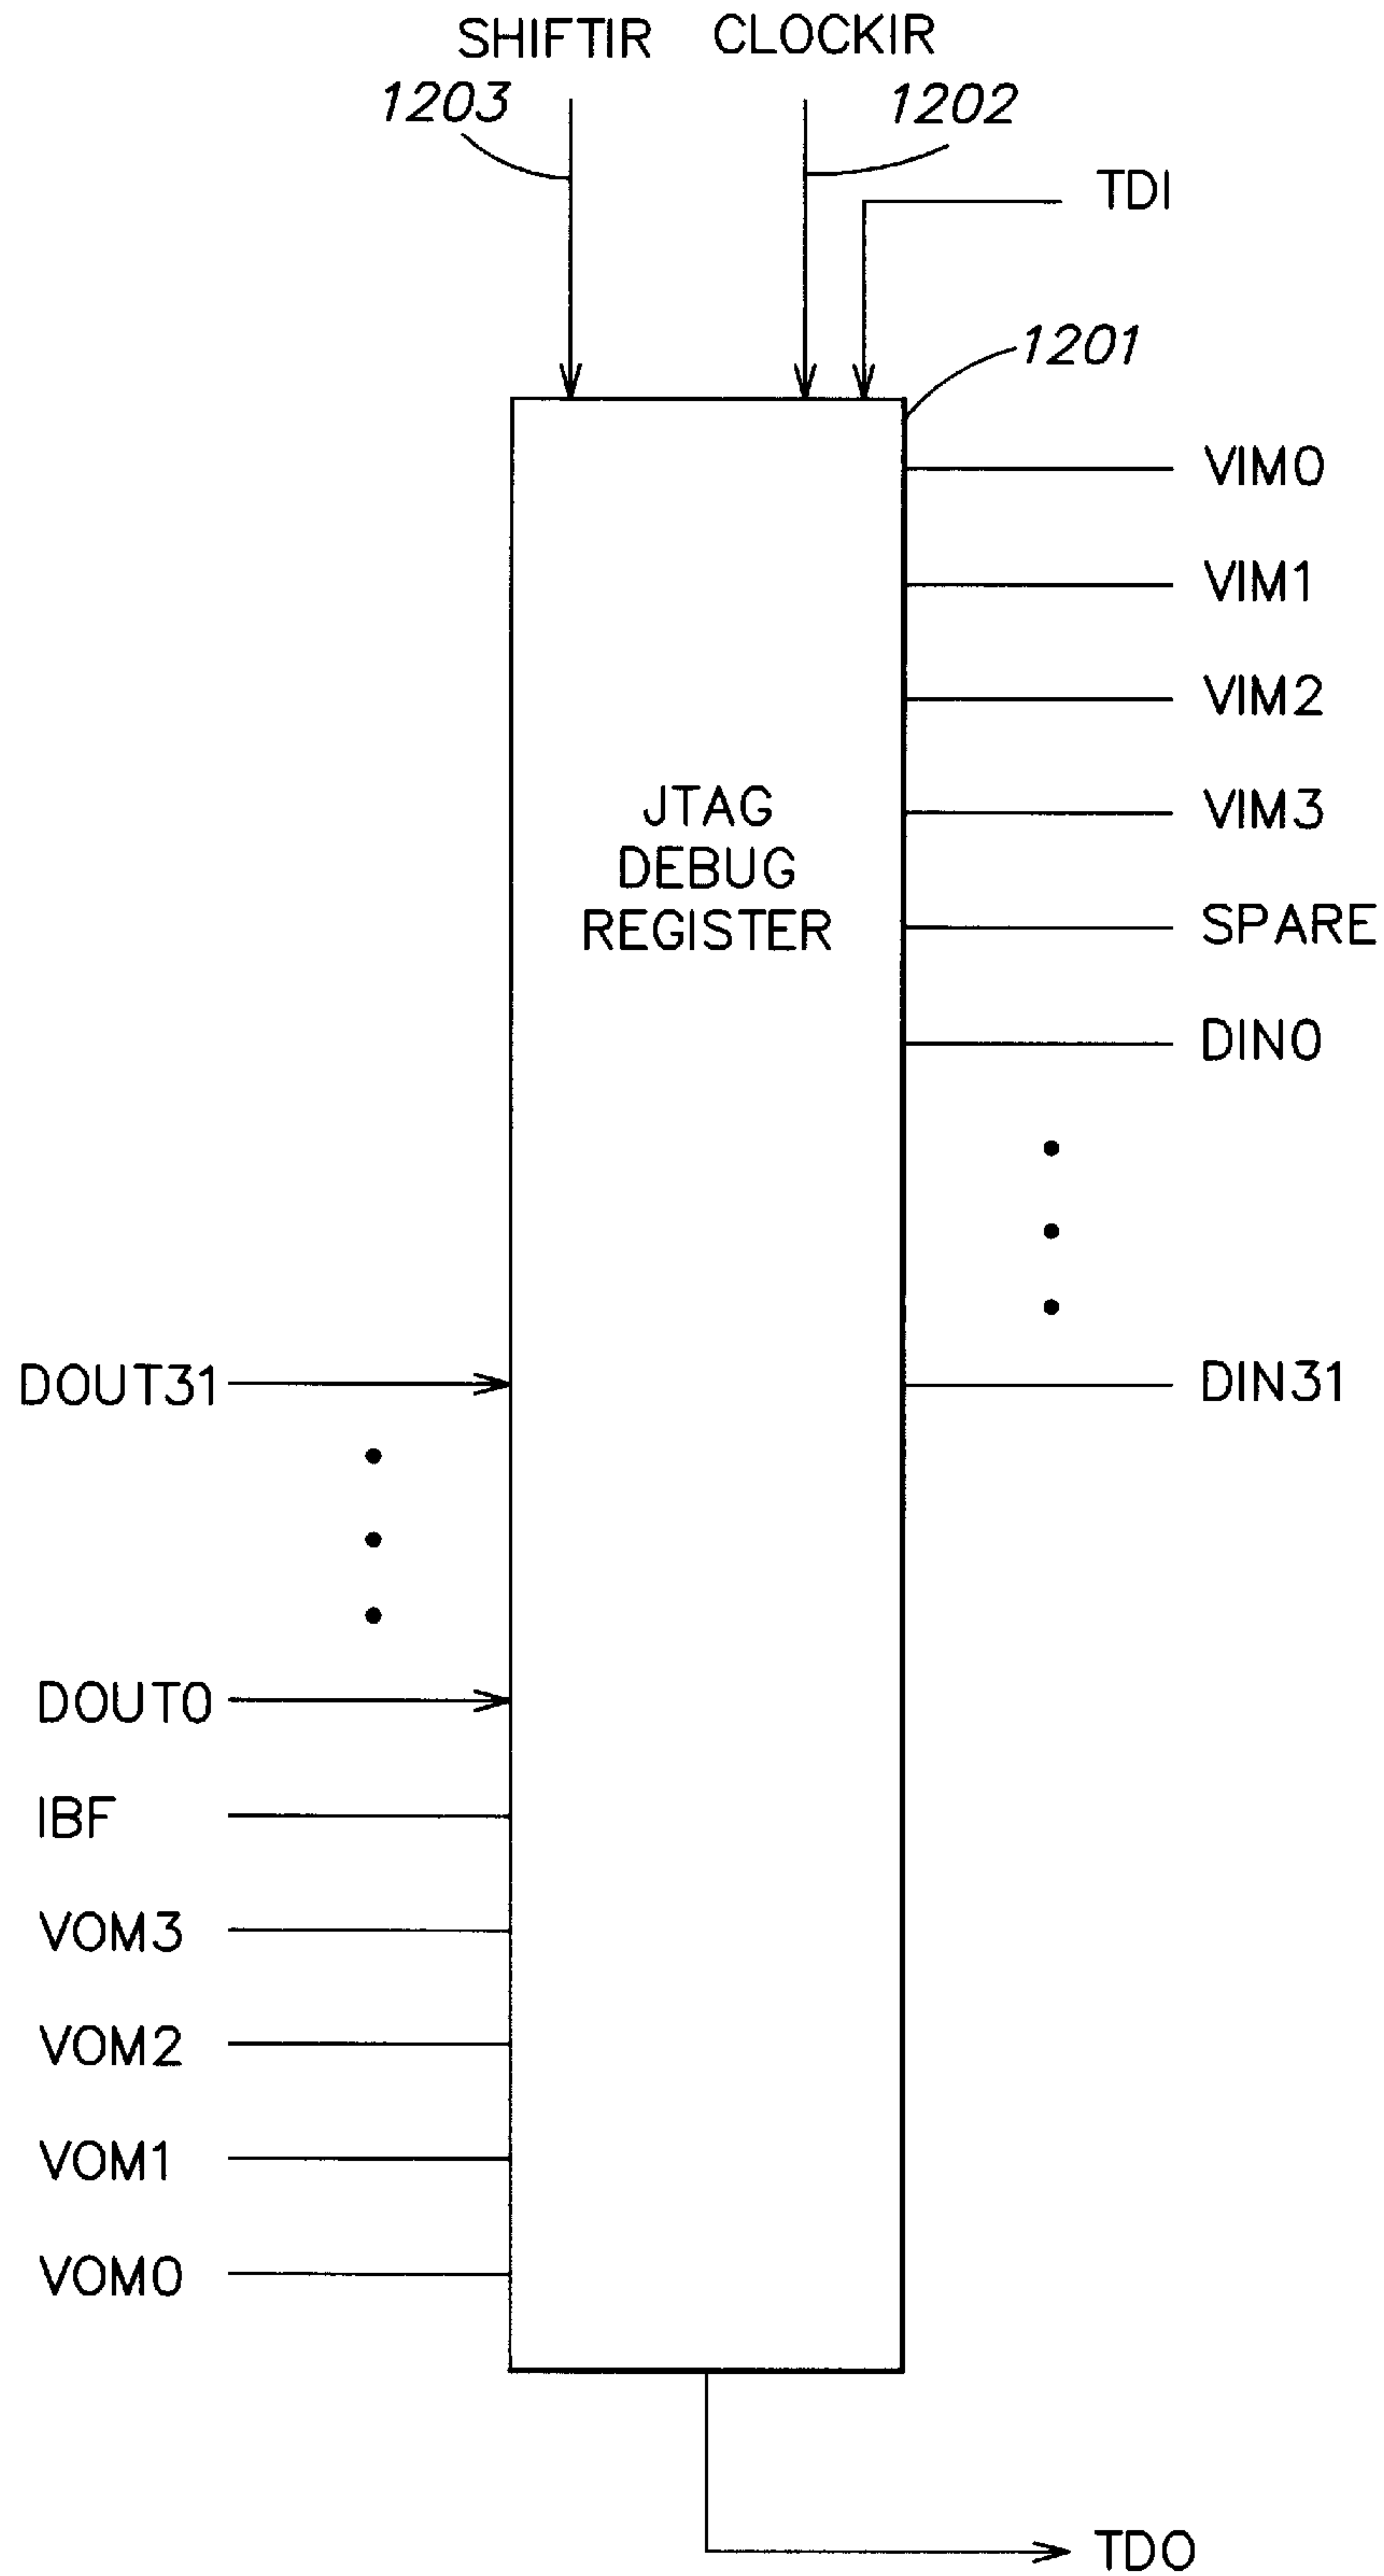 SHIFTIR CLOCKIR
1203 1202
TDI
1201
VIM0
VIM1
VIM2
VIM3
JTAG
DEBUG
REGISTER
SPARE
DIN0
DOUT31
DIN31
DOUT0
IBF
VOM3
VOM2
VOM1
VOM0
TDO